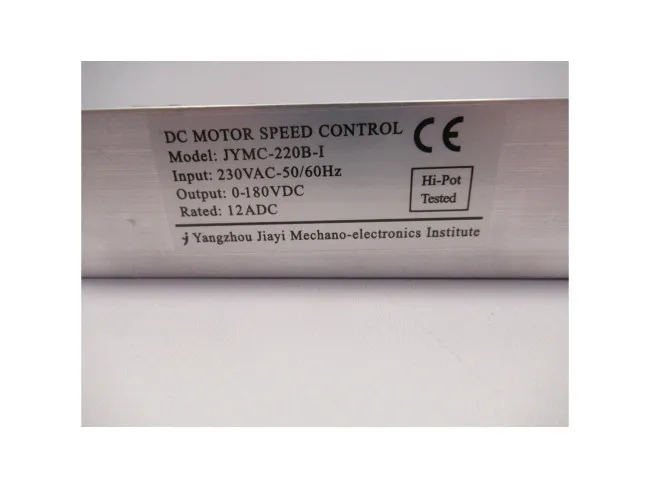 DC MOTOR SPEED CONTROL
CE
Model: JYMC-220B-I
Input: 230VAC-50/60Hz
Output: 0-180VDC
Rated: 12ADC
Hi-Pot
Tested
Yangzhou Jiayi Mechano-electronics Institute